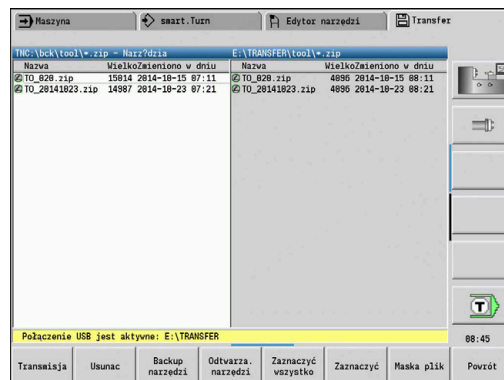 Maszyna
smart.Turn
Edytor narzędzi
Transfer
TNC:\bck\tool\*.zip - Narz?dzia
E:\TRANSFER\tool\*.zip
Nazwa WielkoZmieniono w dniu
Nazwa WielkoZmieniono w dniu
TO_020.zip 15014 2014-10-15 07:11
TO_020.zip 4096 2014-10-15 08:11
TO_20141023.zip 14987 2014-10-23 07:21
TO_20141023.zip 4096 2014-10-23 08:21
T
Połączenie USB jest aktywne: E:\TRANSFER
08:45
Transmisja
Usunac
Backup narzędzi
Odtwarza. narzędzi
Zaznaczyć wszystko
Zaznaczyć
Maska plik
Powrót